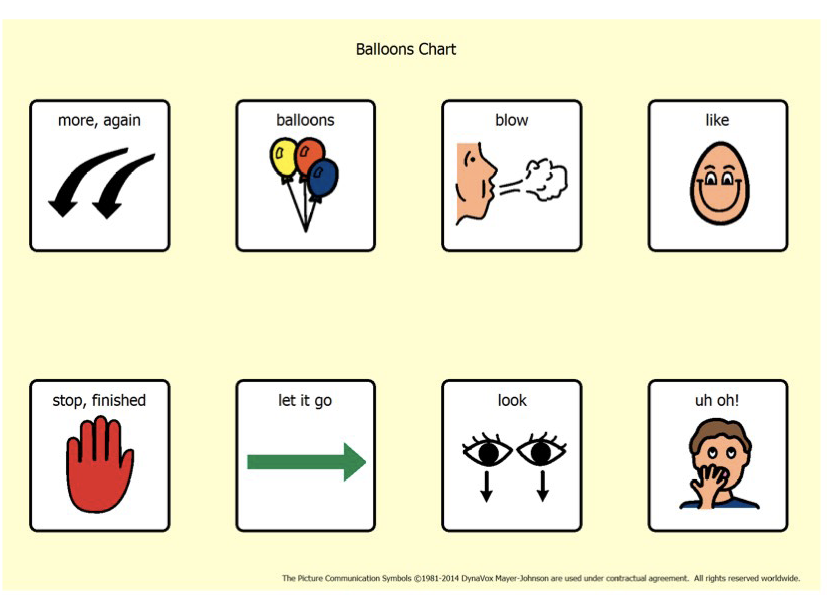 Balloons Chart
more, again
balloons
blow
like
stop, finished
let it go
look
uh oh!
The Picture Communication Symbols ©1981-2014 DynaVox Mayer-Johnson are used under contractual agreement. All rights reserved worldwide.